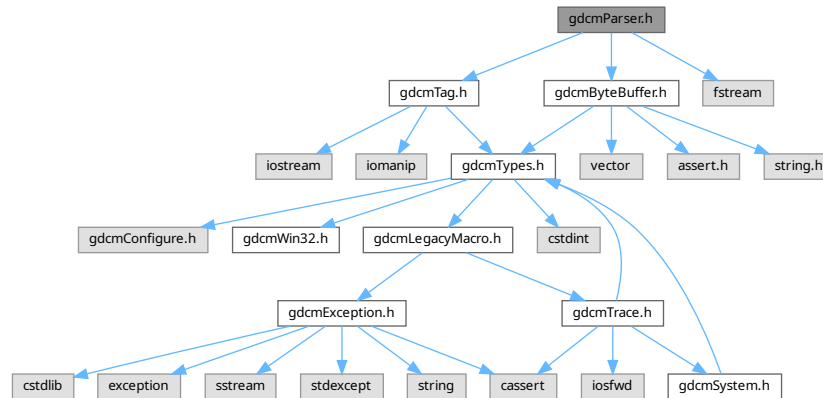 gdcmParser.h
gdcmTag.h
gdcmByteBuffer.h
fstream
iostream
iomanip
gdcmTypes.h
vector
assert.h
string.h
gdcmConfigure.h
gdcmWin32.h
gdcmLegacyMacro.h
cstdint
gdcmException.h
gdcmTrace.h
cstdlib
exception
sstream
stdexcept
string
cassert
iosfwd
gdcmSystem.h